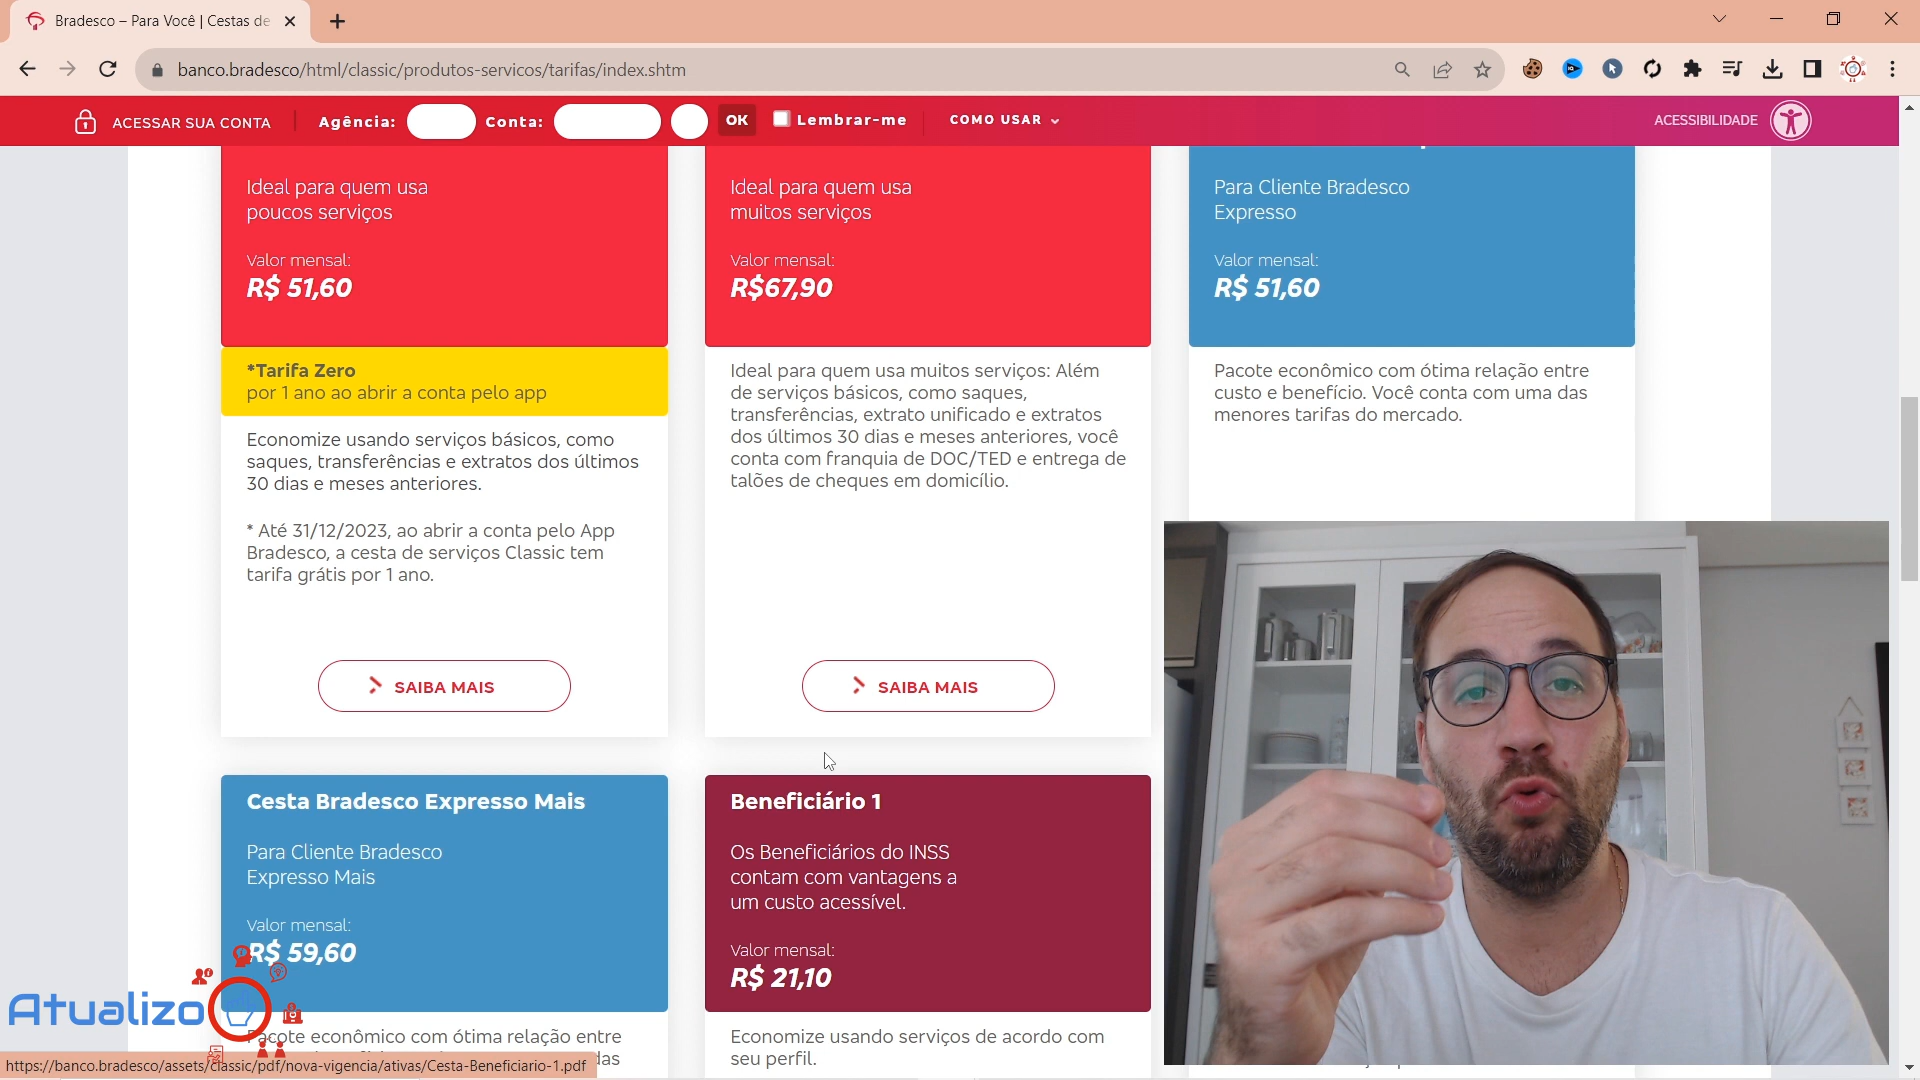 Bradesco – Para Você | Cestas de
banco.bradesco/html/classic/produtos-servicos/tarifas/index.shtm
ACESSAR SUA CONTA
Agência:
Conta:
OK
Lembrar-me
COMO USAR
ACESSIBILIDADE
Ideal para quem usa
poucos serviços
Valor mensal:
R$ 51,60
*Tarifa Zero
por 1 ano ao abrir a conta pelo app
Economize usando serviços básicos, como
saques, transferências e extratos dos últimos
30 dias e meses anteriores.
* Até 31/12/2023, ao abrir a conta pelo App
Bradesco, a cesta de serviços Classic tem
tarifa grátis por 1 ano.
SAIBA MAIS
Ideal para quem usa
muitos serviços
Valor mensal:
R$67,90
Ideal para quem usa muitos serviços: Além
de serviços básicos, como saques,
transferências, extrato unificado e extratos
dos últimos 30 dias e meses anteriores, você
conta com franquia de DOC/TED e entrega de
talões de cheques em domicílio.
SAIBA MAIS
Para Cliente Bradesco
Expresso
Valor mensal:
R$ 51,60
Pacote econômico com ótima relação entre
custo e benefício. Você conta com uma das
menores tarifas do mercado.
Cesta Bradesco Expresso Mais
Para Cliente Bradesco
Expresso Mais
Valor mensal:
R$ 59,60
Pacote econômico com ótima relação entre
das
Beneficiário 1
Os Beneficiários do INSS
contam com vantagens a
um custo acessível.
Valor mensal:
R$ 21,10
Economize usando serviços de acordo com
seu perfil.
Atualizo
https://banco.bradesco/assets/classic/pdf/nova-vigencia/ativas/Cesta-Beneficiario-1.pdf